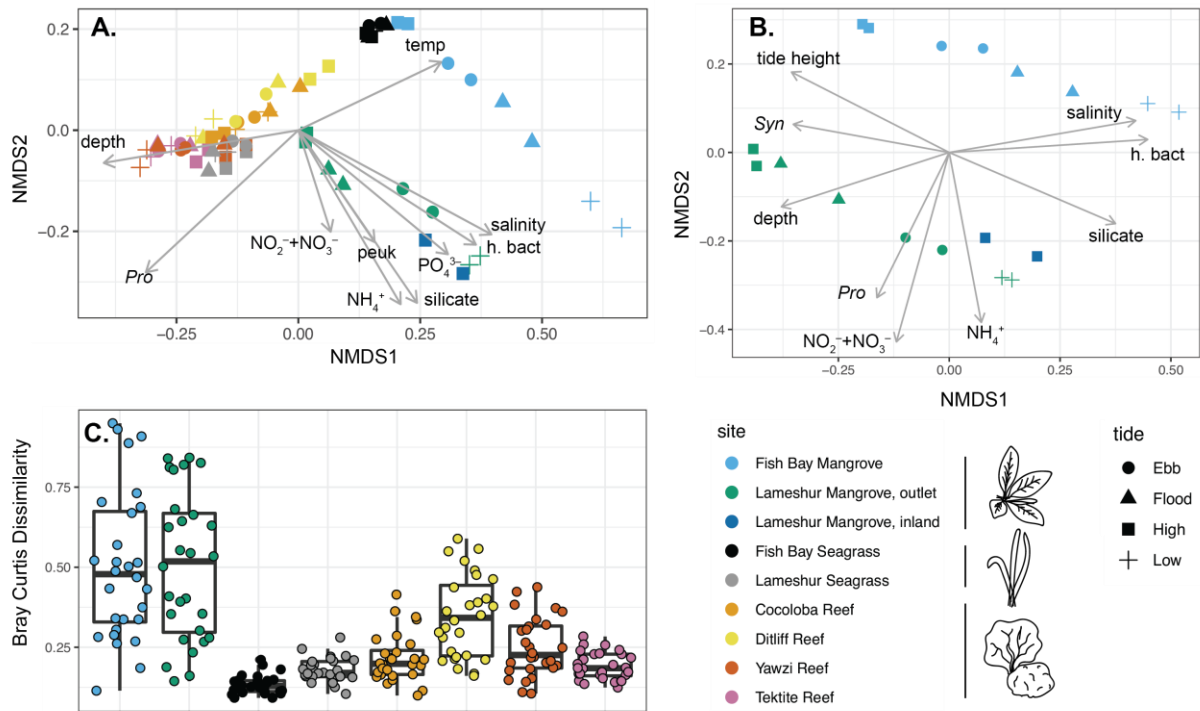 A.
NMDS2
0.2
0.0
−0.2
temp
depth
salinity
h. bact
PO₄³⁻
peuk
NO₂⁻+NO₃⁻
Pro
NH₄⁺
silicate
−0.25
0.00
0.25
0.50
NMDS1
B.
NMDS2
0.2
0.0
−0.2
−0.4
tide height
Syn
salinity
h. bact
depth
silicate
Pro
NO₂⁻+NO₃⁻
NH₄⁺
−0.25
0.00
0.25
0.50
NMDS1
C.
Bray Curtis Dissimilarity
0.75
0.50
0.25
site
Fish Bay Mangrove
Lameshur Mangrove, outlet
Lameshur Mangrove, inland
Fish Bay Seagrass
Lameshur Seagrass
Cocoloba Reef
Ditliff Reef
Yawzi Reef
Tektite Reef
tide
Ebb
Flood
High
Low